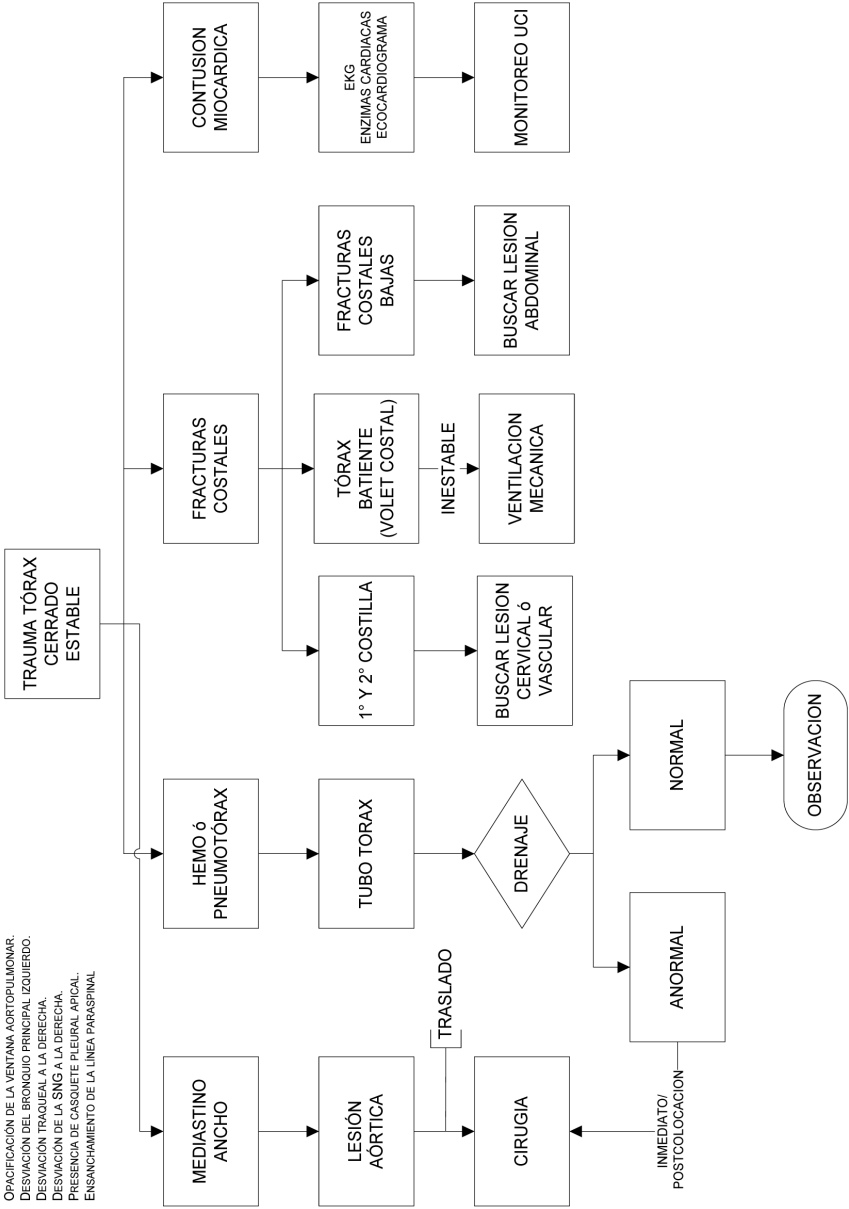 OPACIFICACIÓN DE LA VENTANA AORTOPULMONAR.
DESVIACIÓN DEL BRONQUIO PRINCIPAL IZQUIERDO.
DESVIACIÓN TRAQUEAL A LA DERECHA.
DESVIACIÓN DE LA SNG A LA DERECHA.
PRESENCIA DE CASQUETE PLEURAL APICAL.
ENSANCHAMIENTO DE LA LÍNEA PARASPINAL
TRAUMA TÓRAX
CERRADO
ESTABLE
MEDIASTINO
ANCHO
HEMO ó
PNEUMOTÓRAX
FRACTURAS
COSTALES
CONTUSION
MIOCARDICA
LESIÓN
AÓRTICA
TUBO TORAX
1° Y 2° COSTILLA
TÓRAX
BATIENTE
(VOLET COSTAL)
FRACTURAS
COSTALES
BAJAS
EKG
ENZIMAS CARDIACAS
ECOCARDIOGRAMA
TRASLADO
INESTABLE
CIRUGIA
DRENAJE
BUSCAR LESION
CERVICAL ó
VASCULAR
VENTILACION
MECANICA
BUSCAR LESION
ABDOMINAL
MONITOREO UCI
INMEDIATO/
POSTCOLOCACION
ANORMAL
NORMAL
OBSERVACION